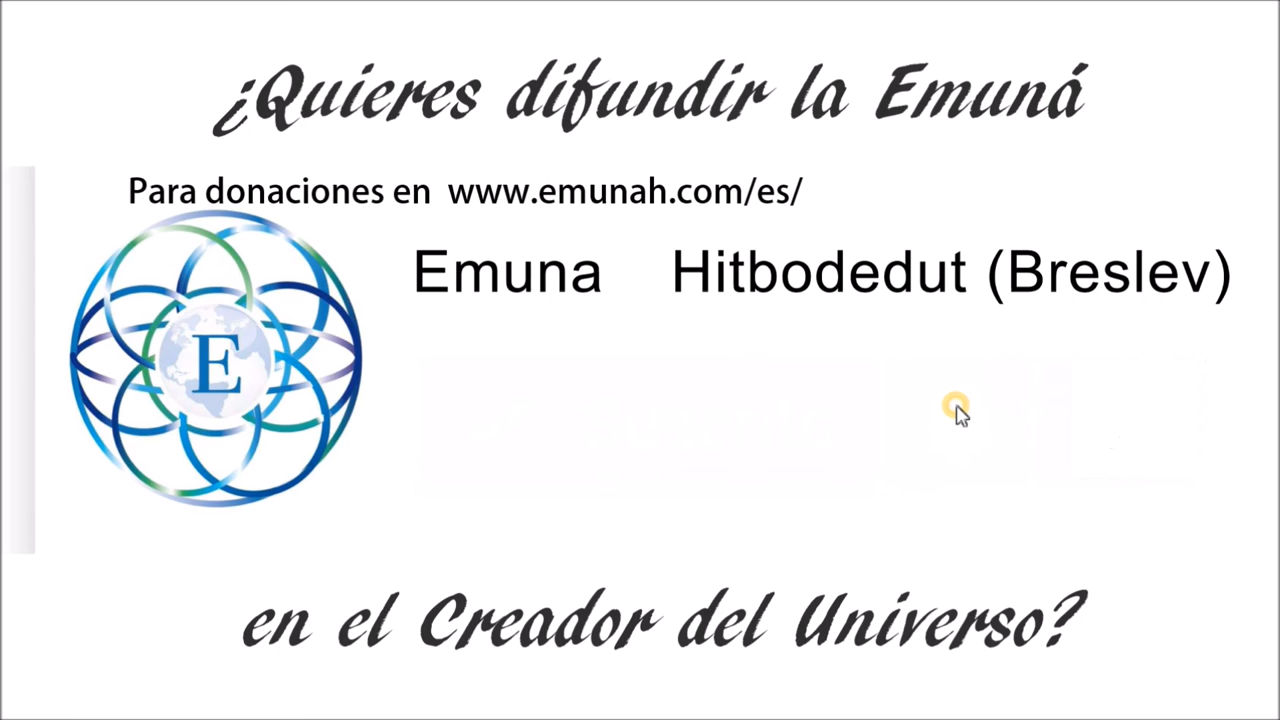 ¿Quieres difundir la Emuná
Para donaciones en www.emunah.com/es/
Emuna Hitbodedut (Breslev)
E
en el Creador del Universo?